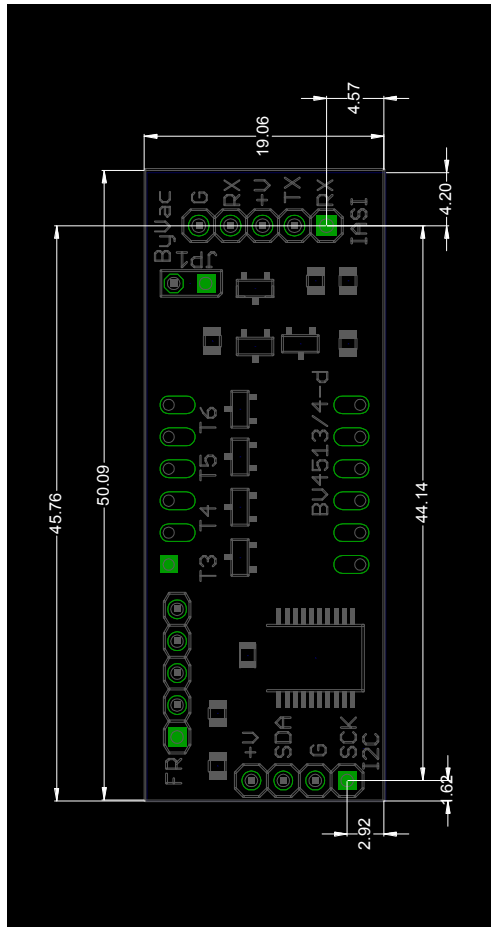 4.57
19.06
4.20
ByVac
G
RX
+V
TX
RX
IASI
JP1
45.76
50.09
44.14
T6
T5
T4
T3
BV4513/4-d
FR
+V
SDA
G
SCK
I2C
1.62
2.92